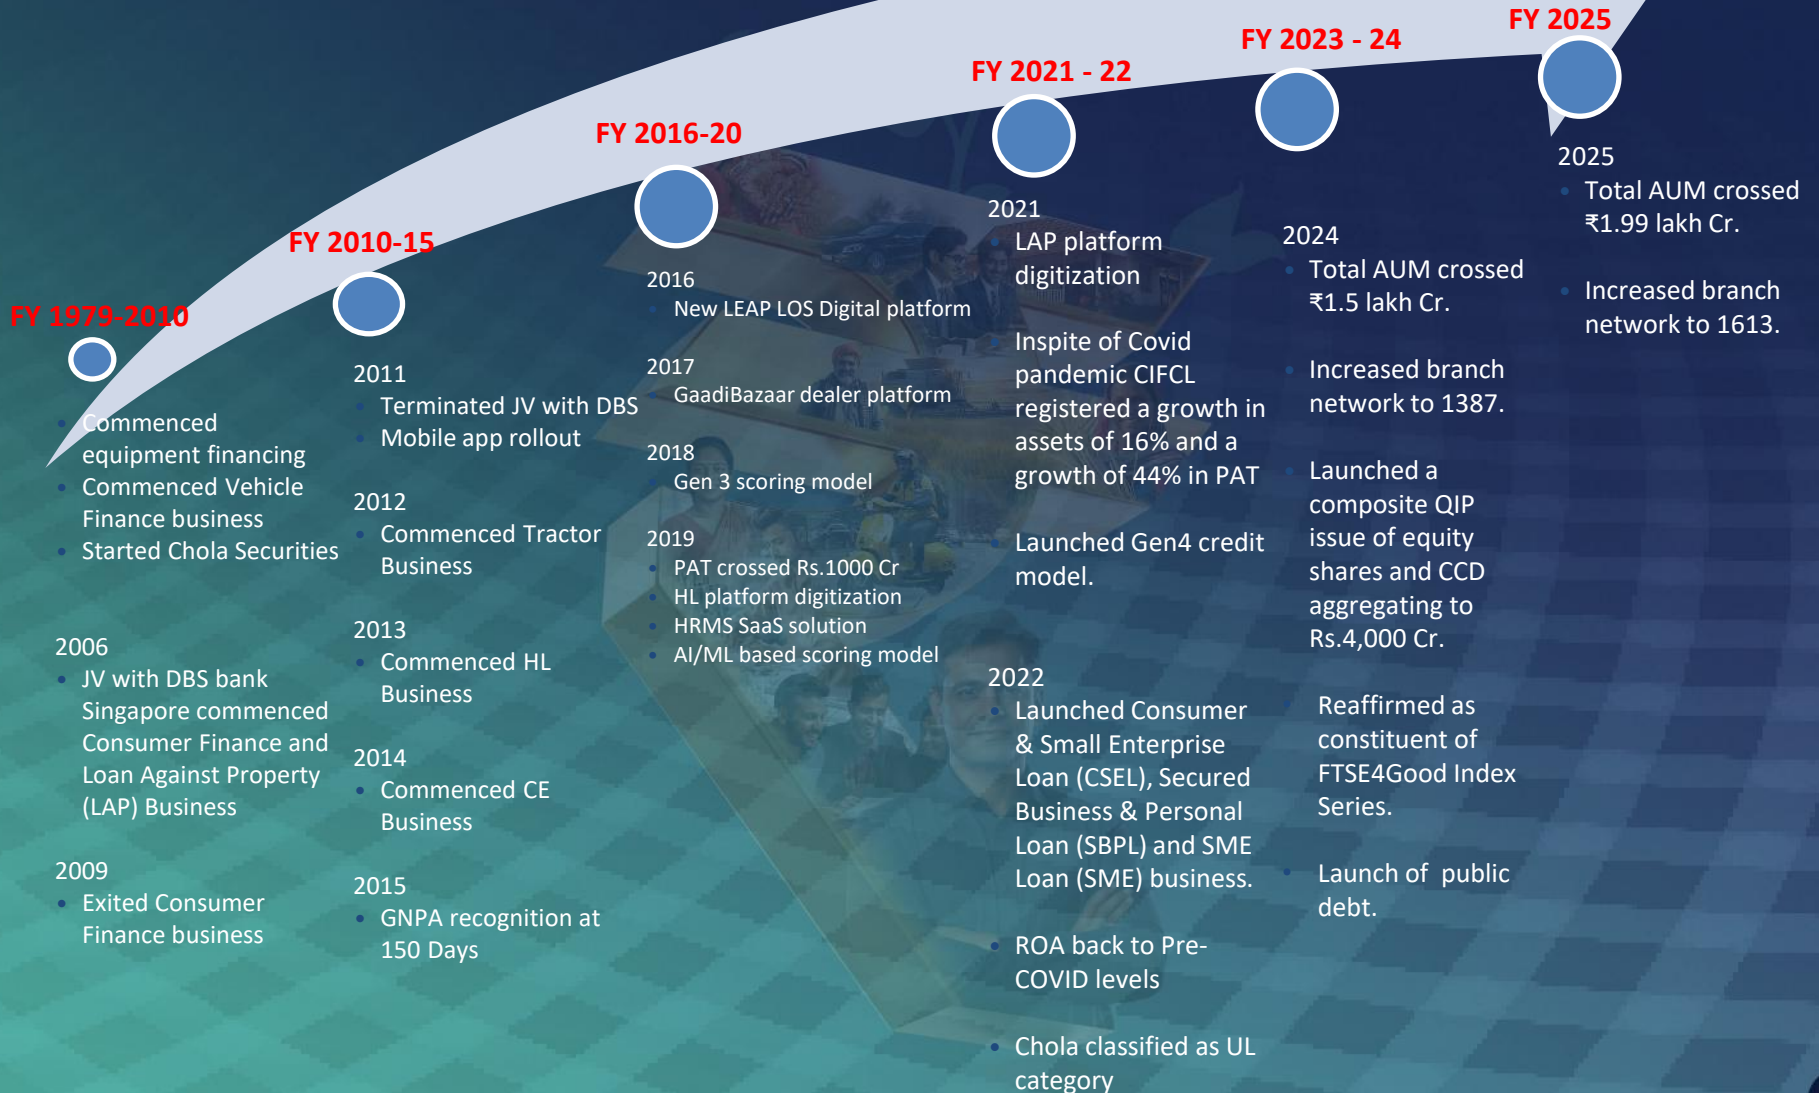 FY 1979-2010
Commenced
equipment financing
Commenced Vehicle
Finance business
Started Chola Securities
2006
JV with DBS bank
Singapore commenced
Consumer Finance and
Loan Against Property
(LAP) Business
2009
Exited Consumer
Finance business
FY 2010-15
2011
Terminated JV with DBS
Mobile app rollout
2012
Commenced Tractor
Business
2013
Commenced HL
Business
2014
Commenced CE
Business
2015
GNPA recognition at
150 Days
FY 2016-20
2016
New LEAP LOS Digital platform
2017
GaadiBazaar dealer platform
2018
Gen 3 scoring model
2019
PAT crossed Rs.1000 Cr
HL platform digitization
HRMS SaaS solution
AI/ML based scoring model
FY 2021 - 22
2021
LAP platform
digitization
Inspite of Covid
pandemic CIFCL
registered a growth in
assets of 16% and a
growth of 44% in PAT
Launched Gen4 credit
model.
2022
Launched Consumer
& Small Enterprise
Loan (CSEL), Secured
Business & Personal
Loan (SBPL) and SME
Loan (SME) business.
ROA back to Pre-
COVID levels
Chola classified as UL
category
FY 2023 - 24
2024
Total AUM crossed
₹1.5 lakh Cr.
Increased branch
network to 1387.
Launched a
composite QIP
issue of equity
shares and CCD
aggregating to
Rs.4,000 Cr.
Reaffirmed as
constituent of
FTSE4Good Index
Series.
Launch of  public
debt.
FY 2025
2025
Total AUM crossed
₹1.99 lakh Cr.
Increased branch
network to 1613.